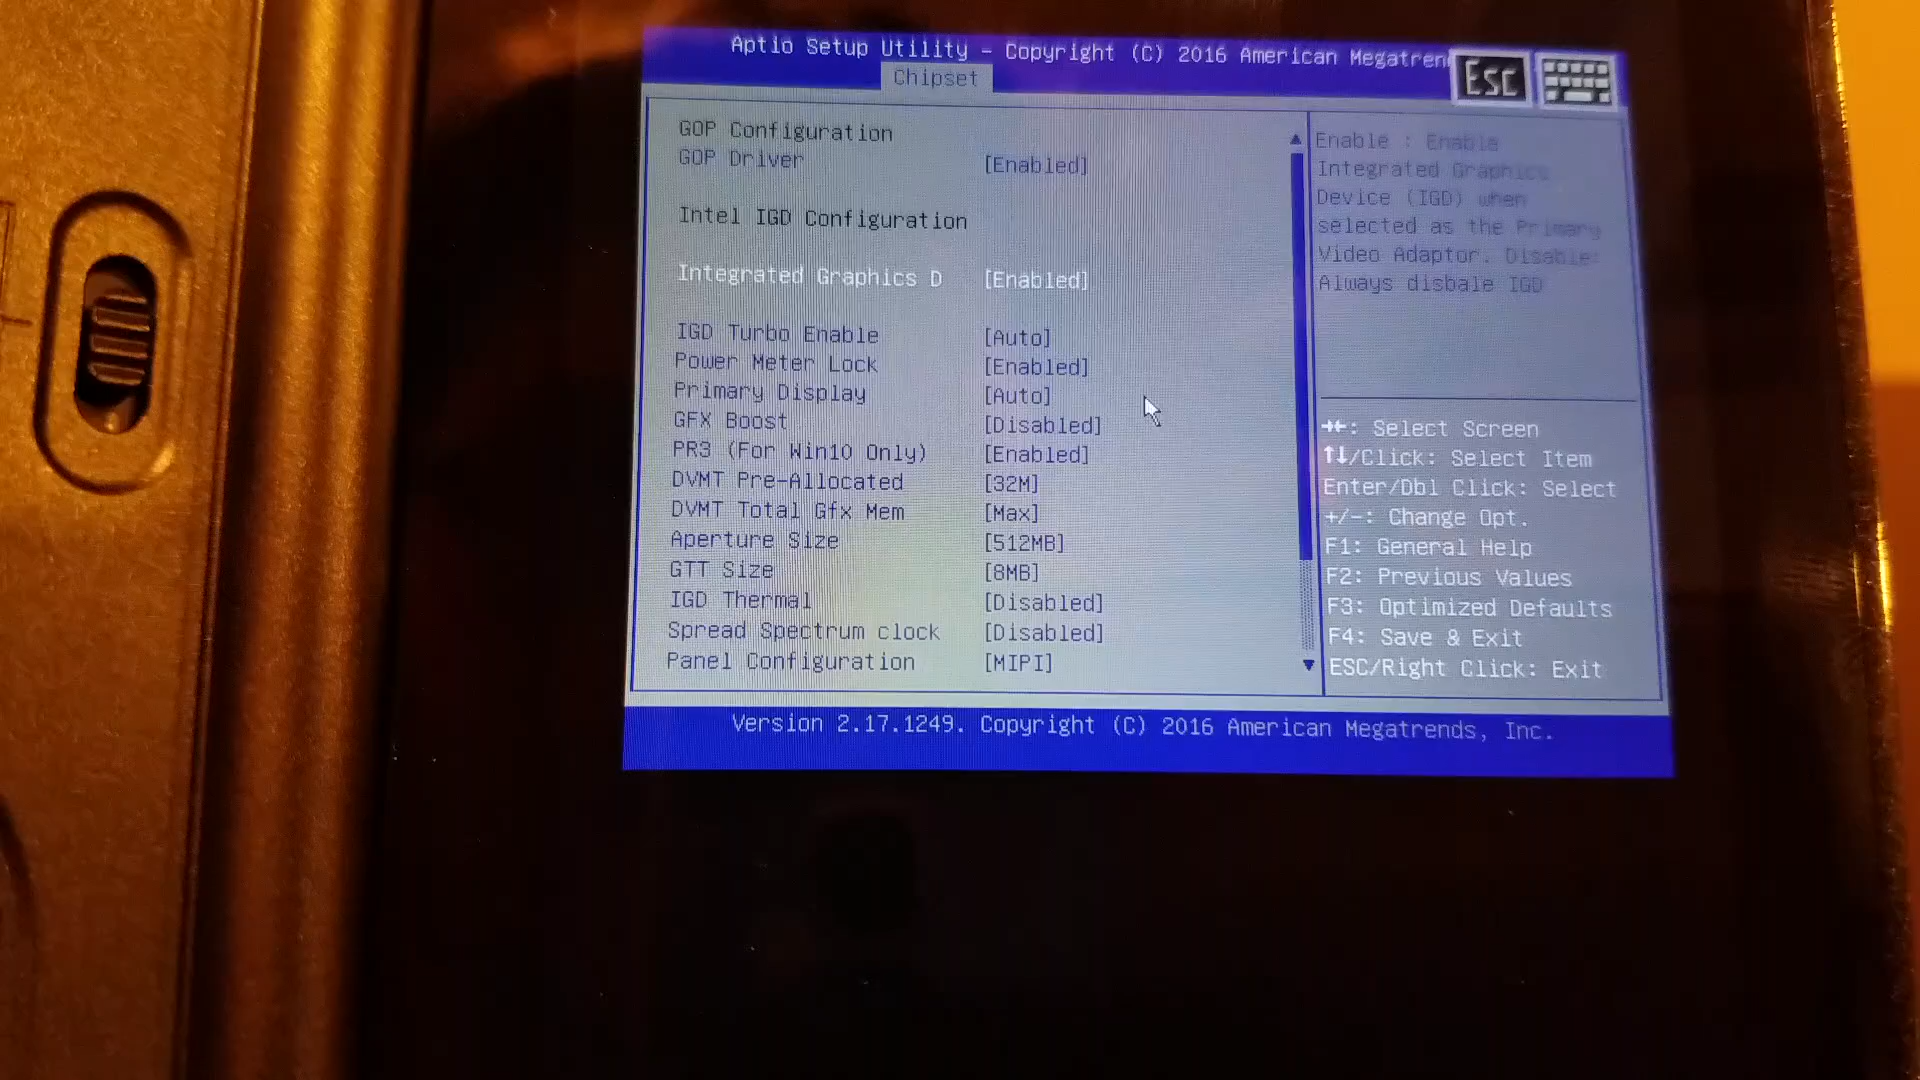 Aptio Setup Utility – Copyright (C) 2016 American Megatren
Esc
Chipset
GOP Configuration
GOP Driver [Enabled]
Intel IGD Configuration
Integrated Graphics D [Enabled]
IGD Turbo Enable [Auto]
Power Meter Lock [Enabled]
Primary Display [Auto]
GFX Boost [Disabled]
PR3 (For Win10 Only) [Enabled]
DVMT Pre-Allocated [32M]
DVMT Total Gfx Mem [Max]
Aperture Size [512MB]
GTT Size [8MB]
IGD Thermal [Disabled]
Spread Spectrum clock [Disabled]
Panel Configuration [MIPI]
Enable : Enable
Integrated Graphics
Device (IGD) when
selected as the Primary
Video Adaptor. Disable:
Always disbale IGD
→←: Select Screen
↑↓/Click: Select Item
Enter/Dbl Click: Select
+/-: Change Opt.
F1: General Help
F2: Previous Values
F3: Optimized Defaults
F4: Save & Exit
ESC/Right Click: Exit
Version 2.17.1249. Copyright (C) 2016 American Megatrends, Inc.